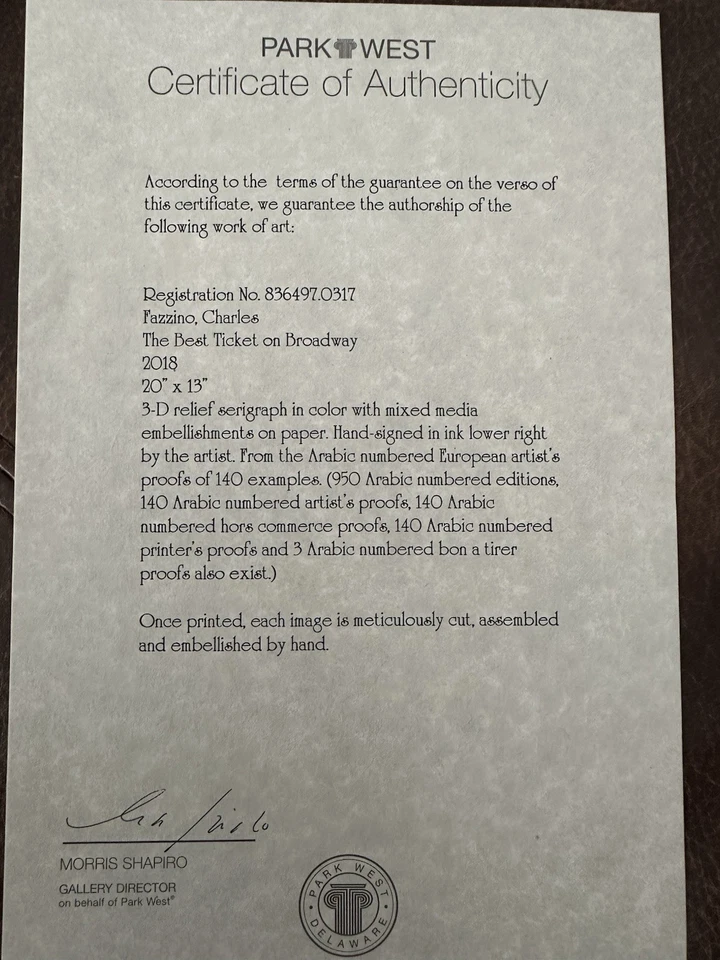 PARK WEST
Certificate of Authenticity
According to the terms of the guarantee on the verso of
this certificate, we guarantee the authorship of the
following work of art:
Registration No. 836497.0317
Fazzino, Charles
The Best Ticket on Broadway
2018
20" x 13"
3-D relief serigraph in color with mixed media
embellishments on paper. Hand-signed in ink lower right
by the artist. From the Arabic numbered European artist's
proofs of 140 examples. (950 Arabic numbered editions,
140 Arabic numbered artist's proofs, 140 Arabic
numbered hors commerce proofs, 140 Arabic numbered
printer's proofs and 3 Arabic numbered bon a tirer
proofs also exist.)
Once printed, each image is meticulously cut, assembled
and embellished by hand.
MORRIS SHAPIRO
GALLERY DIRECTOR
on behalf of Park West®
PARK WEST
DELAWARE